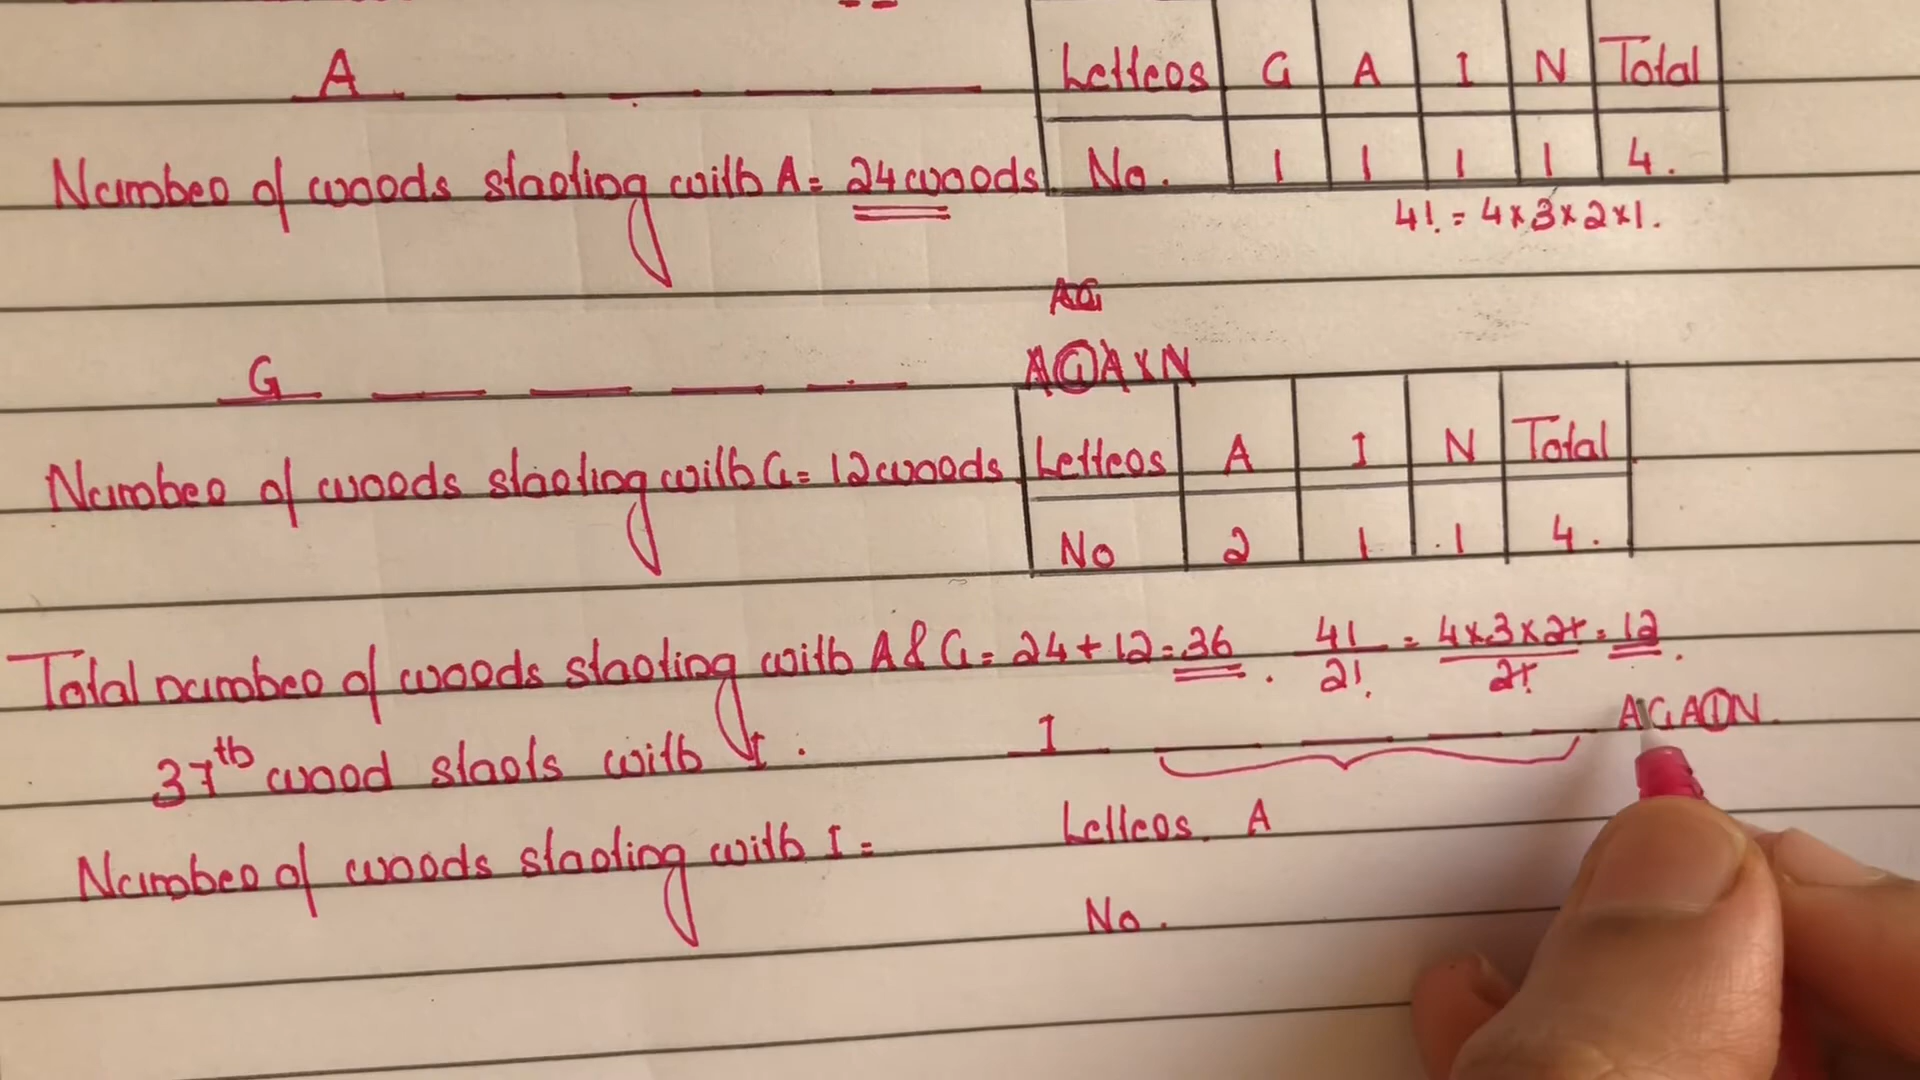 A Letters G A I N Total
Number of words starting with A = 24 words. No. 1 1 1 1 4.
4! = 4×3×2×1.
AG
G AGAIN
Number of words starting with G = 12 words Letters A I N Total
No 2 1 1 4.
Total number of words starting with A & G = 24 + 12 = 36. 4!/2! = 4×3×2!/2! = 12.
37th word starts with I. I AGAIN
Number of words starting with I = Letters A
No.